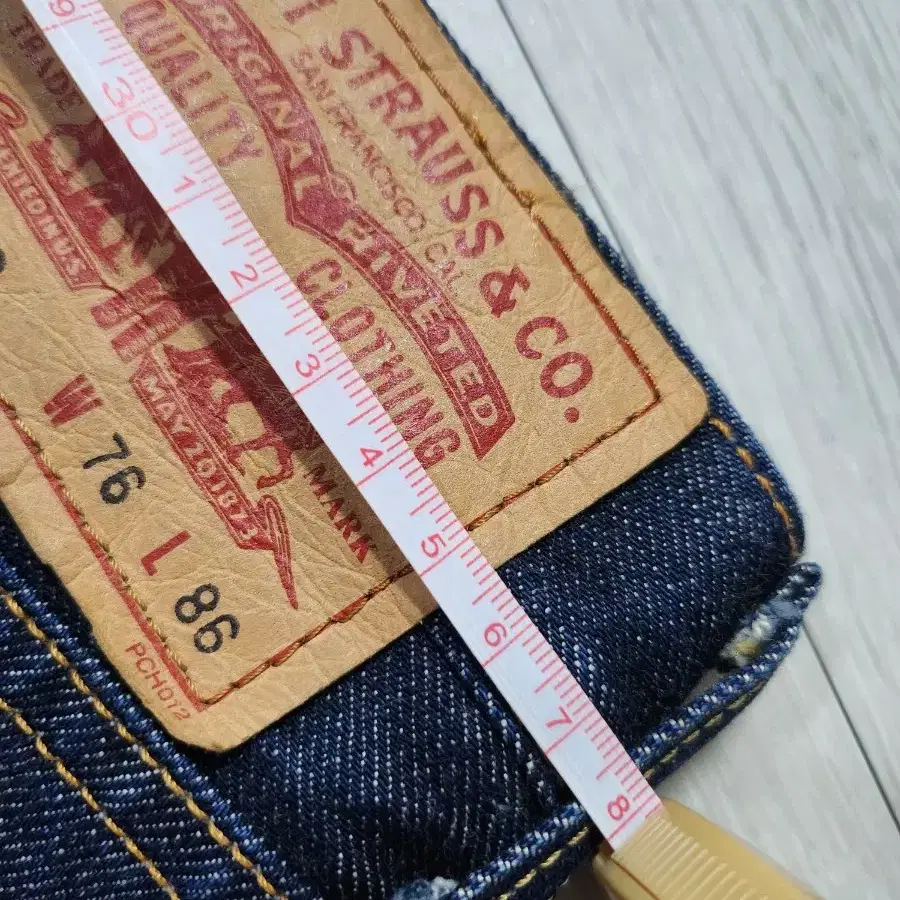 STRAUSS & CO.
SAN FRANCISCO, CAL.
ORIGINAL RIVETED
QUALITY CLOTHING
TRADE MARK
MAY 20 1873
W 76 L 86
PCH012
9
30
1
2
3
4
5
6
7
8